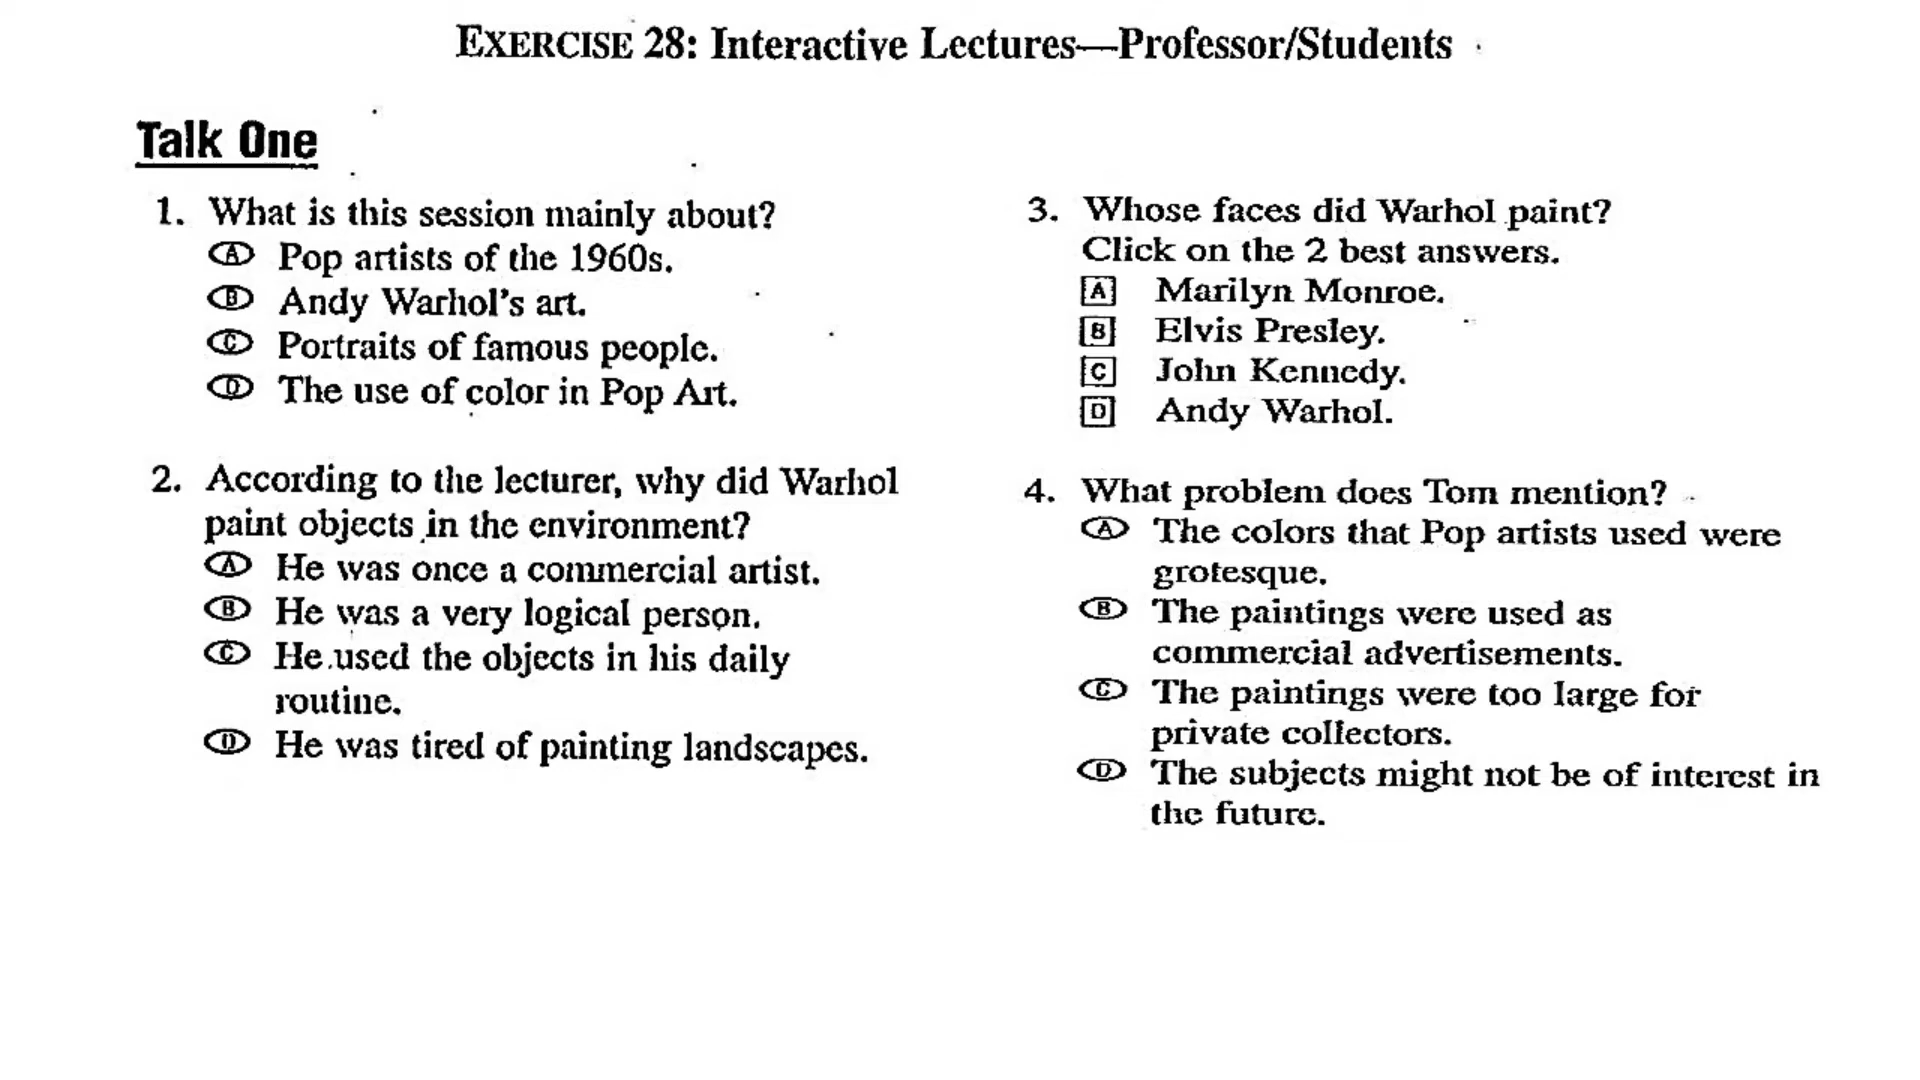 EXERCISE 28: Interactive Lectures—Professor/Students
Talk One
1. What is this session mainly about?
A Pop artists of the 1960s.
B Andy Warhol's art.
C Portraits of famous people.
D The use of color in Pop Art.
2. According to the lecturer, why did Warhol
paint objects in the environment?
A He was once a commercial artist.
B He was a very logical person.
C He used the objects in his daily
routine.
D He was tired of painting landscapes.
3. Whose faces did Warhol paint?
Click on the 2 best answers.
A Marilyn Monroe.
B Elvis Presley.
C John Kennedy.
D Andy Warhol.
4. What problem does Tom mention?
A The colors that Pop artists used were
grotesque.
B The paintings were used as
commercial advertisements.
C The paintings were too large for
private collectors.
D The subjects might not be of interest in
the future.